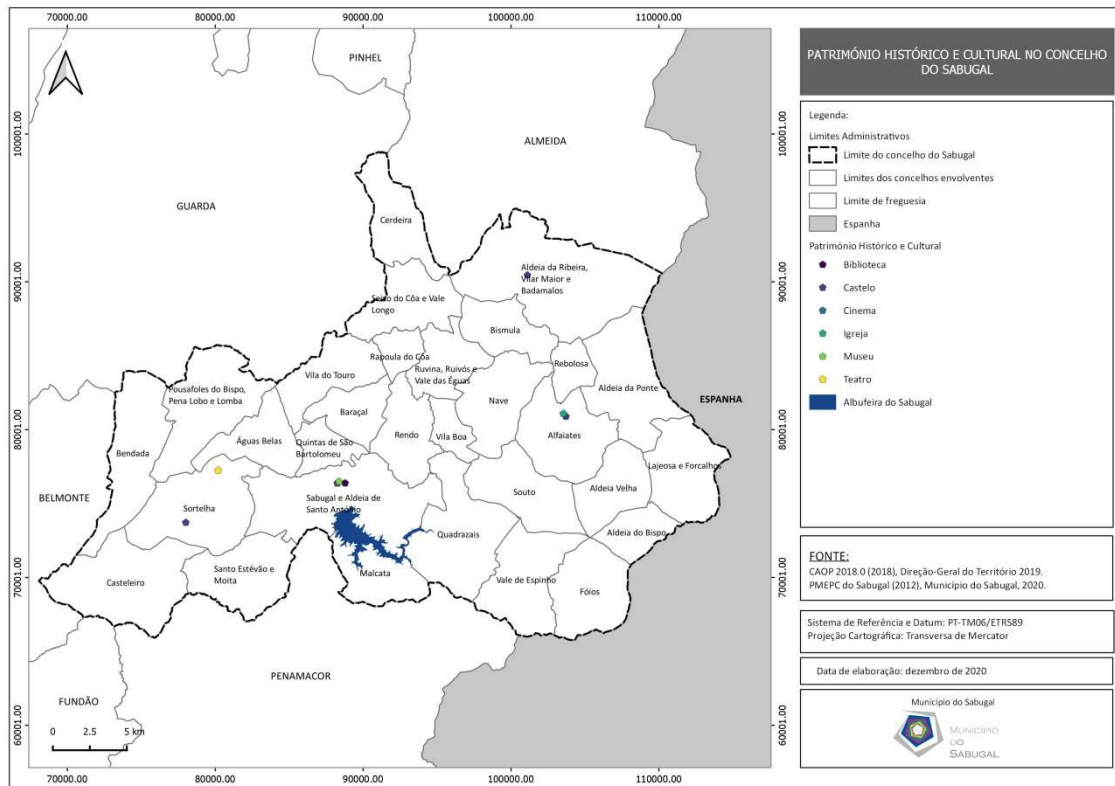 70000.00 80000.00 90000.00 100000.00 110000.00
PINHEL
ALMEIDA
GUARDA
Cerdeira
Aldeia da Ribeira,
Vilar Maior e
Badamalos
Seixo do Côa e Vale
Longo
Bismula
Rapoula do Côa
Ruvina, Ruivós e
Vale das Éguas
Rebolosa
Vila do Touro
Aldeia da Ponte
Pousafoles do Bispo,
Pena Lobo e Lomba
Nave
ESPANHA
Baraçal
Águas Belas
Quintas de São
Bartolomeu
Rendo
Vila Boa
Alfaiates
Bendada
Lajeosa e Forcalhos
BELMONTE
Sortelha
Sabugal e Aldeia de
Santo António
Souto
Aldeia Velha
Quadrazais
Aldeia do Bispo
Casteleiro
Santo Estêvão e
Moita
Malcata
Vale de Espinho
Fóios
PENAMACOR
FUNDÃO
0 2.5 5 km
100001.00
90001.00
80001.00
70001.00
60001.00
100001.00
90001.00
80001.00
70001.00
60001.00
70000.00 80000.00 90000.00 100000.00 110000.00
PATRIMÓNIO HISTÓRICO E CULTURAL NO CONCELHO
DO SABUGAL
Legenda:
Limites Administrativos
Limite do concelho do Sabugal
Limites dos concelhos envolventes
Limite de freguesia
Espanha
Património Histórico e Cultural
Biblioteca
Castelo
Cinema
Igreja
Museu
Teatro
Albufeira do Sabugal
FONTE:
CAOP 2018.0 (2018), Direção-Geral do Território 2019.
PMEPC do Sabugal (2012), Município do Sabugal, 2020.
Sistema de Referência e Datum: PT-TM06/ETRS89
Projeção Cartográfica: Transversa de Mercator
Data de elaboração: dezembro de 2020
Município do Sabugal
MUNICÍPIO
DO
SABUGAL